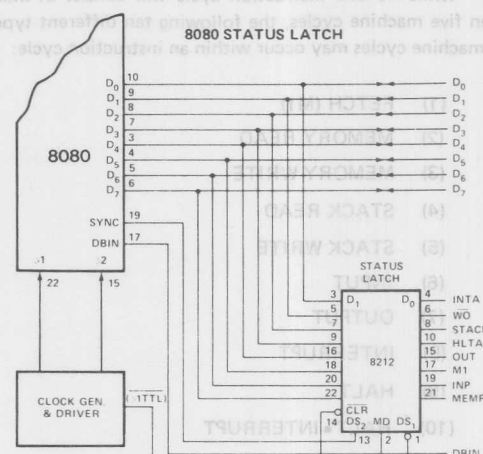 8080 STATUS LATCH
8080
D0 10 D0
D1 9 D1
D2 8 D2
D3 7 D3
D4 3 D4
D5 4 D5
D6 5 D6
D7 6 D7
SYNC 19
DBIN 17
1 2
22 15
STATUS
LATCH
8212
3 D1 D0 4 INTA
5 6 WO
7 8 STACK
9 10 HLTA
16 15 OUT
18 17 M1
20 19 INP
22 21 MEMR
CLOCK GEN.
& DRIVER
( 1TTL)
CLR
14 DS2 MD DS1
13 2 1
DBIN